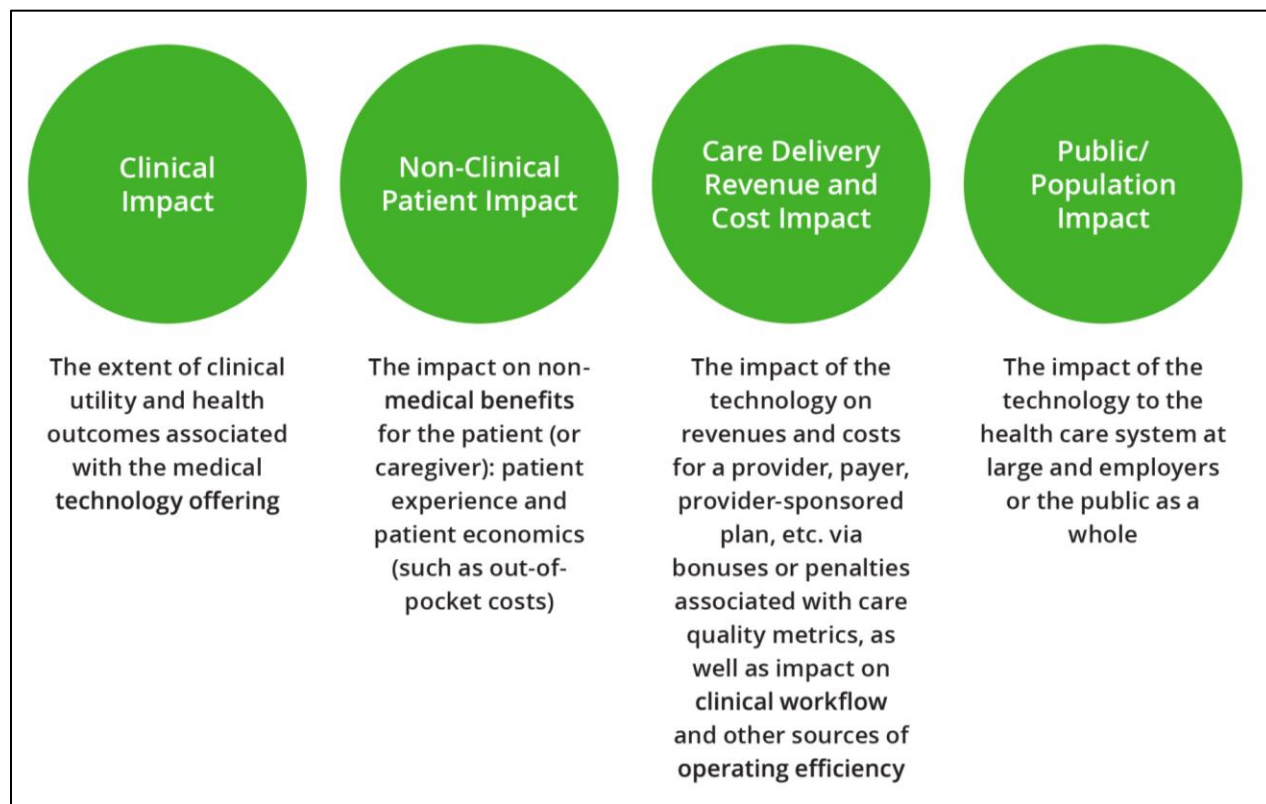 Clinical
Impact
The extent of clinical
utility and health
outcomes associated
with the medical
technology offering
Non-Clinical
Patient Impact
The impact on non-
medical benefits
for the patient (or
caregiver): patient
experience and
patient economics
(such as out-of-
pocket costs)
Care Delivery
Revenue and
Cost Impact
The impact of the
technology on
revenues and costs
for a provider, payer,
provider-sponsored
plan, etc. via
bonuses or penalties
associated with care
quality metrics, as
well as impact on
clinical workflow
and other sources of
operating efficiency
Public/
Population
Impact
The impact of the
technology to the
health care system at
large and employers
or the public as a
whole